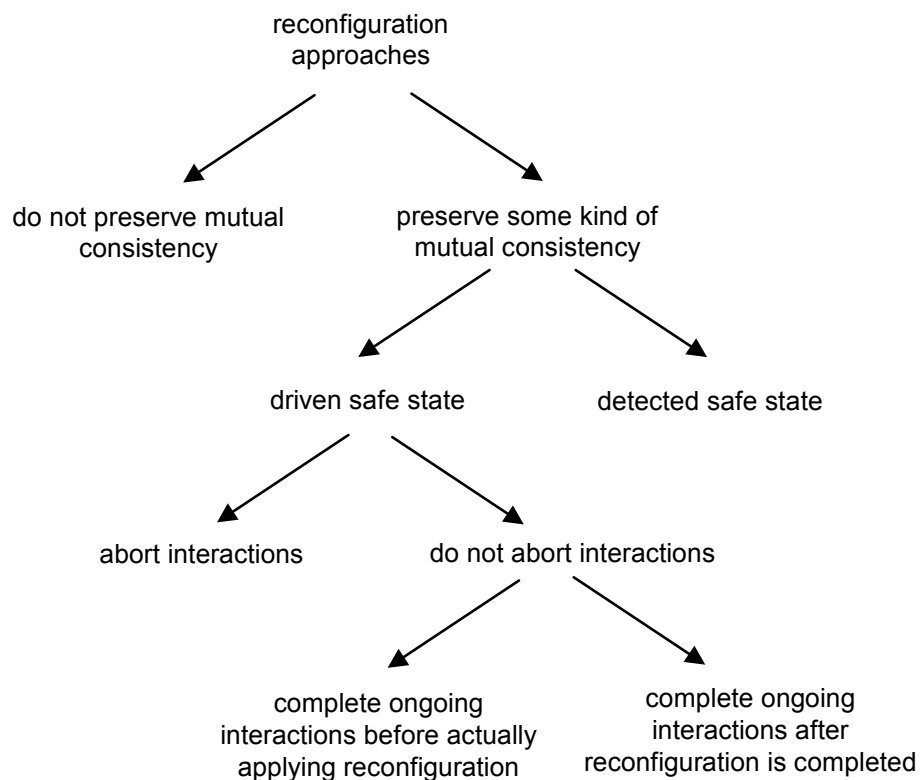 reconfiguration
approaches
do not preserve mutual
consistency
preserve some kind of
mutual consistency
driven safe state
detected safe state
abort interactions
do not abort interactions
complete ongoing
interactions before actually
applying reconfiguration
complete ongoing
interactions after
reconfiguration is completed